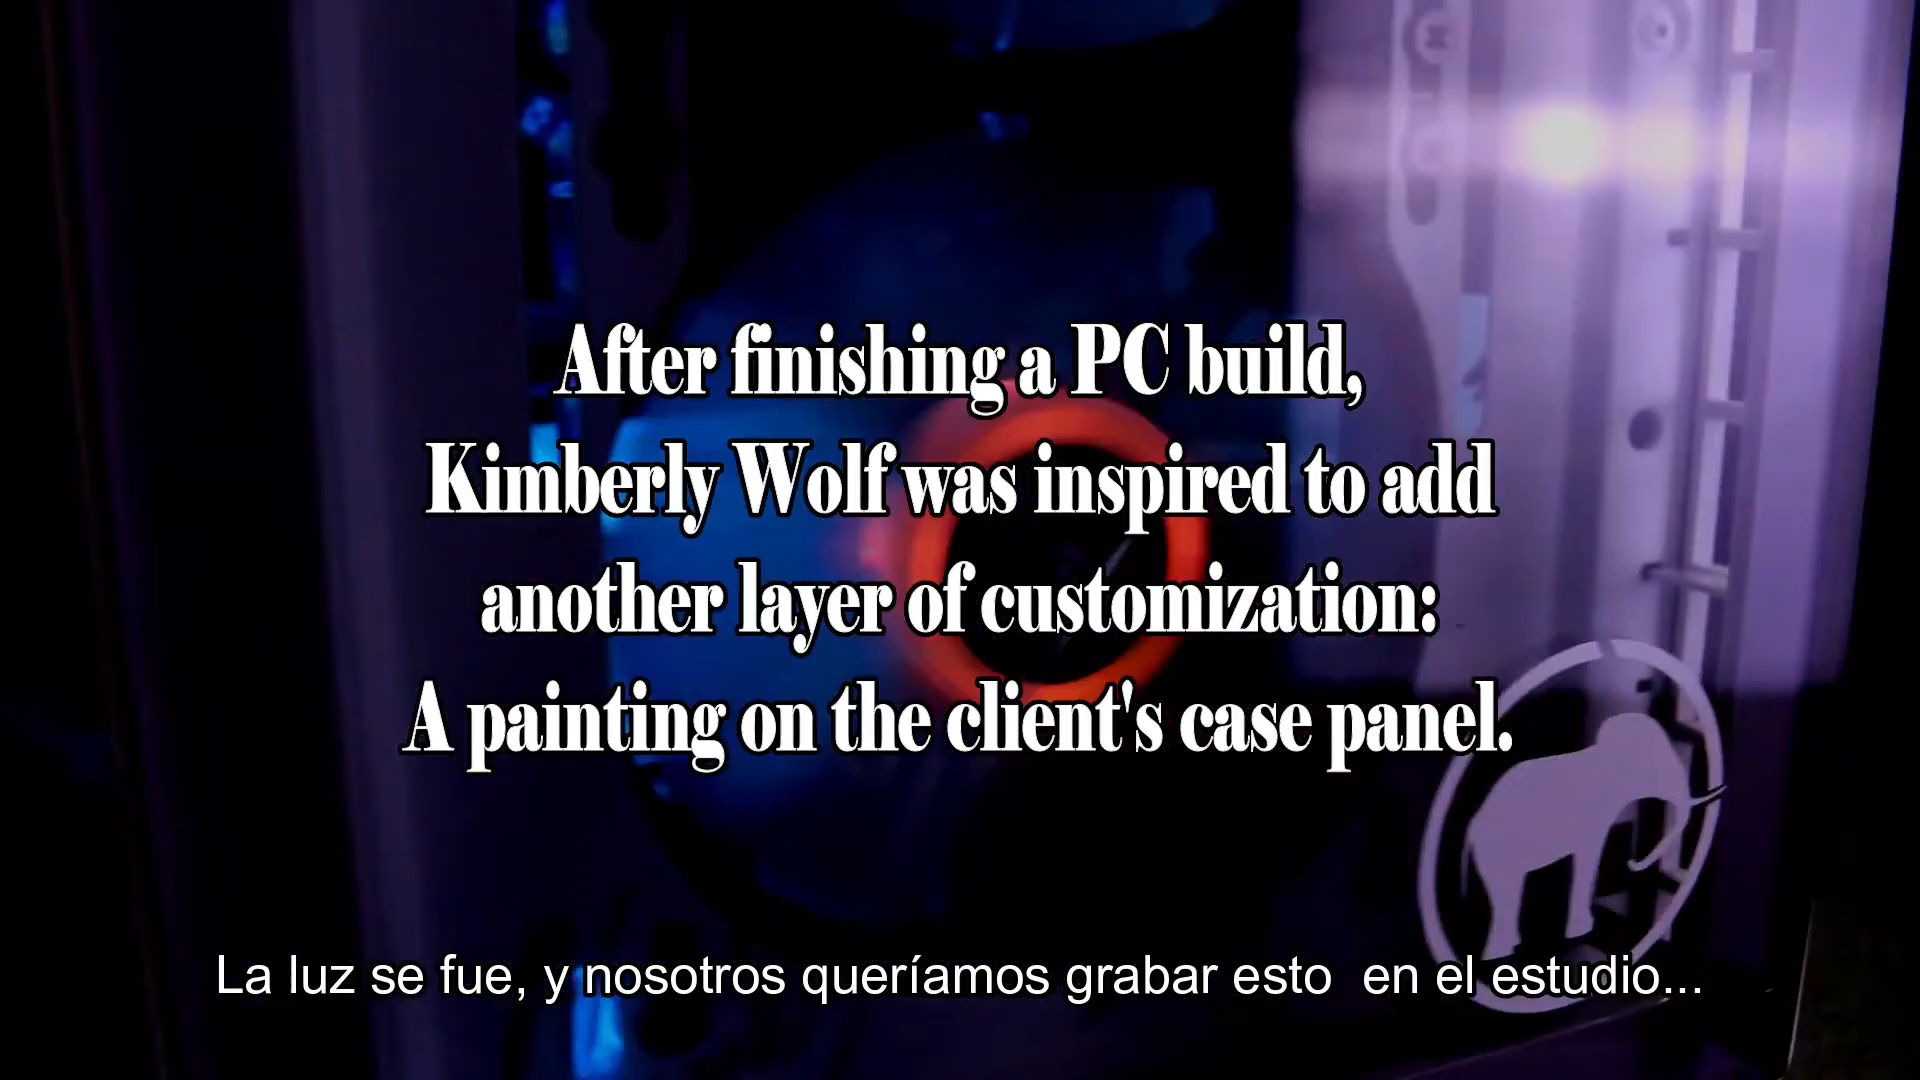 After finishing a PC build,
Kimberly Wolf was inspired to add
another layer of customization:
A painting on the client's case panel.
La luz se fue, y nosotros queríamos grabar esto  en el estudio...